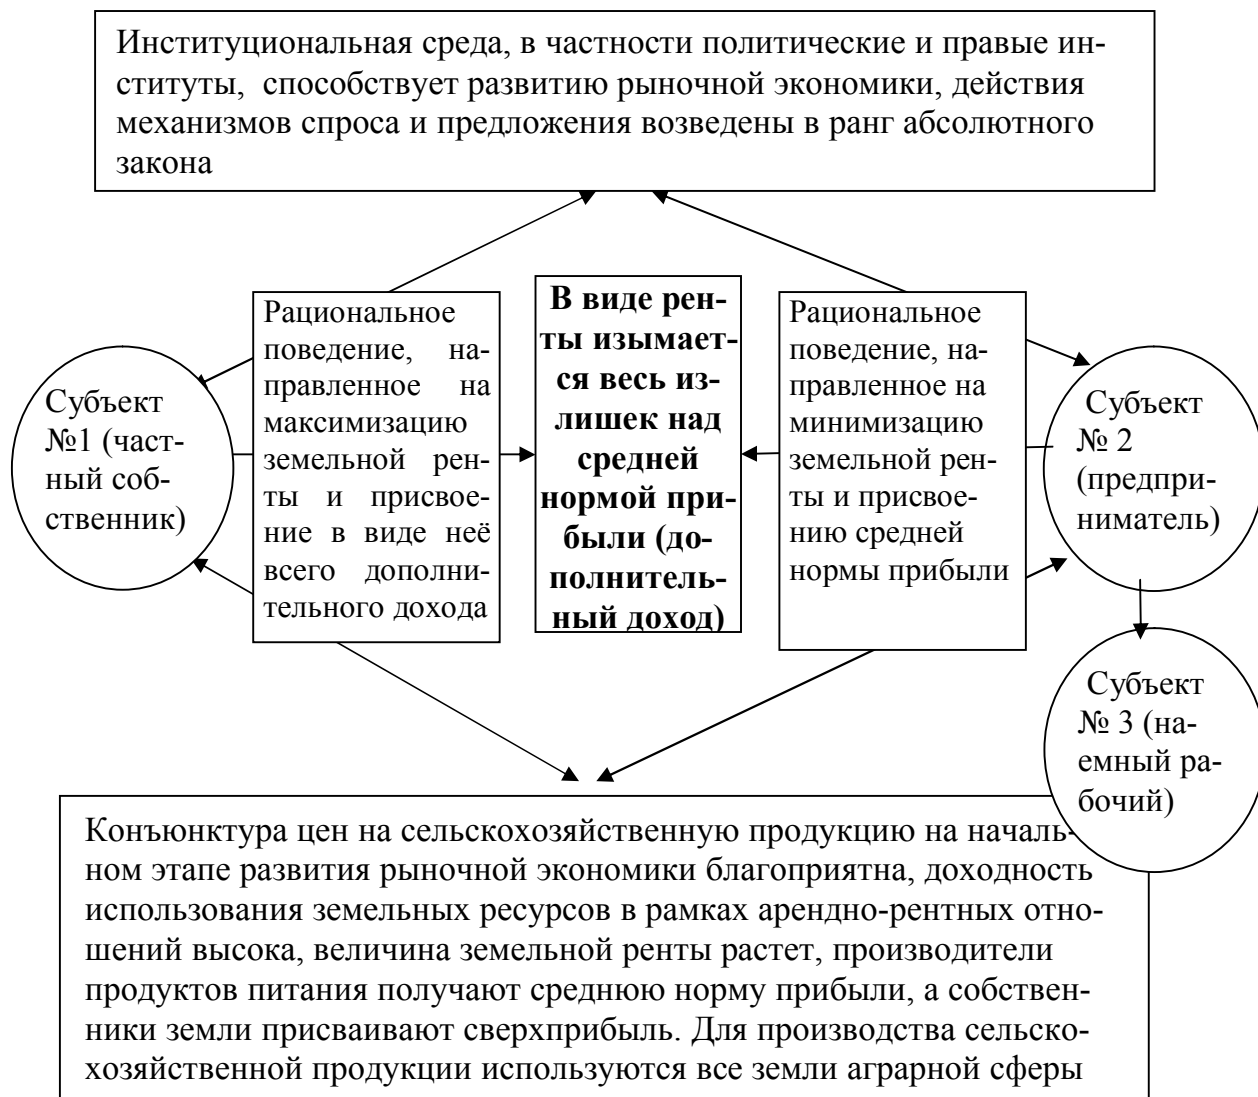 Институциональная среда, в частности политические и правые ин-
ституты,  способствует развитию рыночной экономики, действия
механизмов спроса и предложения возведены в ранг абсолютного
закона
Субъект
№1 (част-
ный соб-
ственник)
Рациональное
поведение, на-
правленное на
максимизацию
земельной рен-
ты и присвое-
ние в виде неё
всего дополни-
тельного дохода
В виде рен-
ты изымает-
ся весь из-
лишек над
средней
нормой при-
были (до-
полнитель-
ный доход)
Рациональное
поведение, на-
правленное на
минимизацию
земельной рен-
ты и присвое-
нию средней
нормы прибыли
Субъект
№ 2
(предпри-
ниматель)
Субъект
№ 3 (на-
емный ра-
бочий)
Конъюнктура цен на сельскохозяйственную продукцию на началь-
ном этапе развития рыночной экономики благоприятна, доходность
использования земельных ресурсов в рамках арендно-рентных отно-
шений высока, величина земельной ренты растет, производители
продуктов питания получают среднюю норму прибыли, а собствен-
ники земли присваивают сверхприбыль. Для производства сельско-
хозяйственной продукции используются все земли аграрной сферы